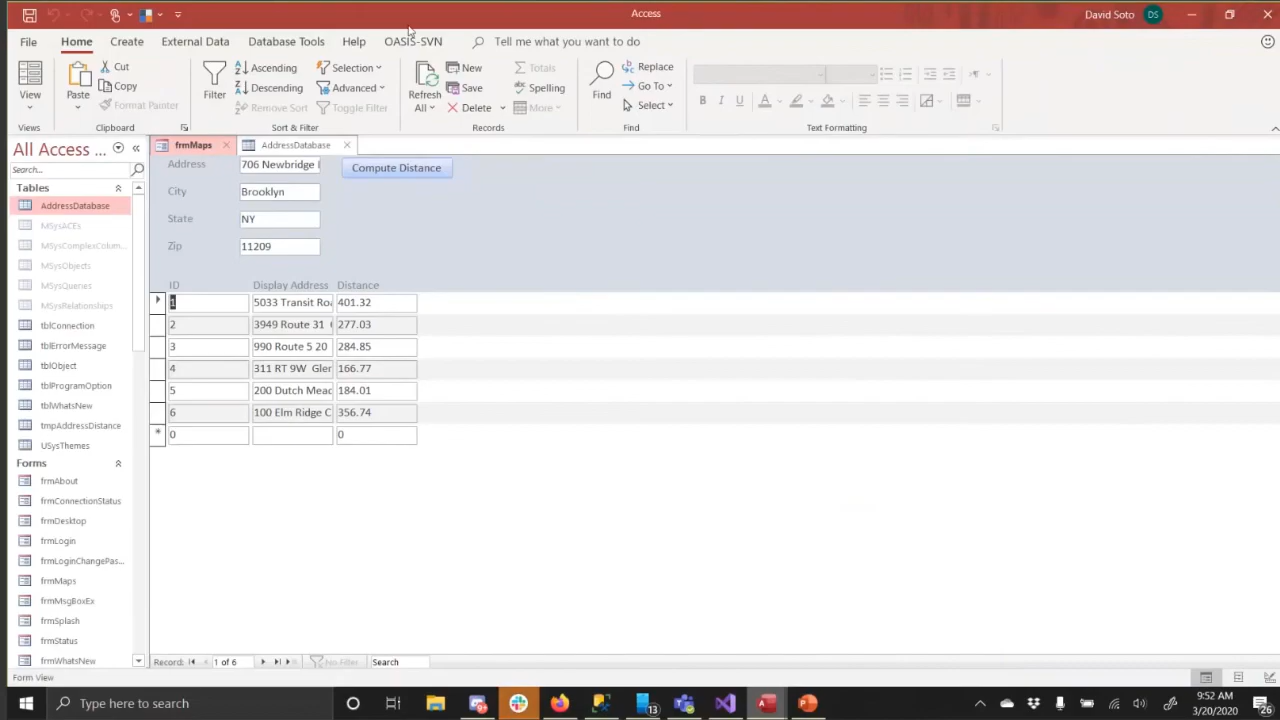 Access
David Soto DS
File Home Create External Data Database Tools Help OASIS-SVN Tell me what you want to do
View
Views
Paste
Cut
Copy
Format Painter
Clipboard
Filter
Ascending
Descending
Remove Sort
Selection
Advanced
Toggle Filter
Sort & Filter
Refresh
All
New
Save
Delete
Totals
Spelling
More
Records
Find
Replace
Go To
Select
Find
B I U A
Text Formatting
All Access ...
Search...
Tables
AddressDatabase
MSysACEs
MSysComplexColum...
MSysObjects
MSysQueries
MSysRelationships
tblConnection
tblErrorMessage
tblObject
tblProgramOption
tblWhatsNew
tmpAddressDistance
USysThemes
Forms
frmAbout
frmConnectionStatus
frmDesktop
frmLogin
frmLoginChangePas...
frmMaps
frmMsgBoxEx
frmSplash
frmStatus
frmWhatsNew
frmMaps AddressDatabase
Address 706 Newbridge Compute Distance
City Brooklyn
State NY
Zip 11209
ID Display Address Distance
1 5033 Transit Roa 401.32
2 3949 Route 31 277.03
3 990 Route 5 20 284.85
4 311 RT 9W Glen 166.77
5 200 Dutch Mead 184.01
6 100 Elm Ridge C 356.74
* 0 0
Record: 1 of 6 No Filter Search
Form View
Type here to search
13
9:52 AM
3/20/2020
26